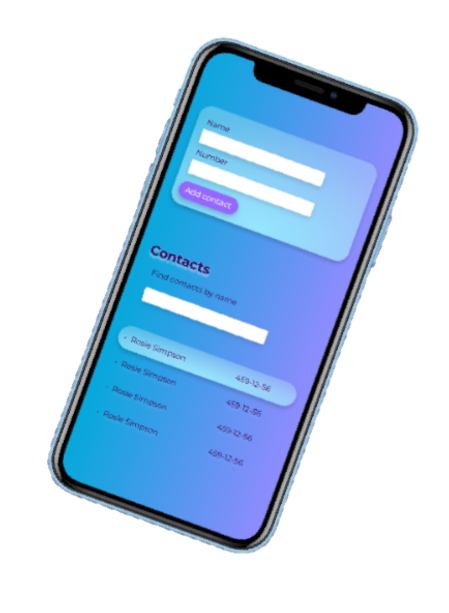 Name
Number
Add contact
Contacts
Find contacts by name
• Rosie Simpson 459-12-56
• Rosie Simpson 459-12-56
• Rosie Simpson 459-12-56
• Rosie Simpson 459-12-56